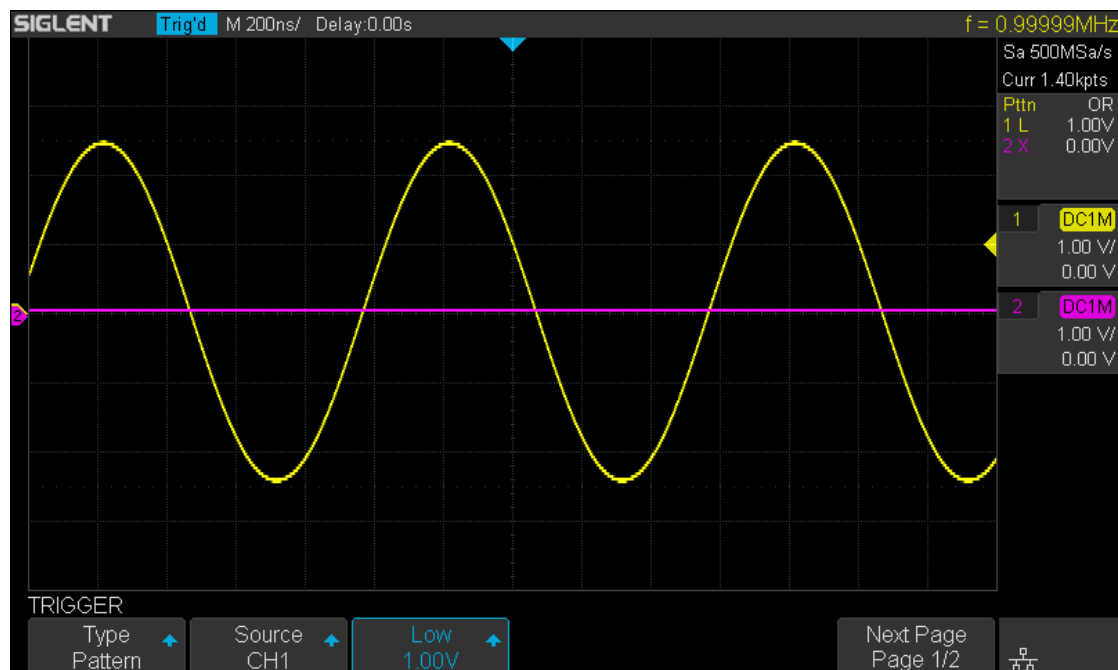 SIGLENT Trig'd M 200ns/ Delay:0.00s f = 0.99999MHz
Sa 500MSa/s
Curr 1.40kpts
Pttn OR
1 L 1.00V
2 X 0.00V
1 DC1M
1.00 V/
0.00 V
2
2 DC1M
1.00 V/
0.00 V
TRIGGER
Type Source Low Next Page
Pattern CH1 1.00V Page 1/2